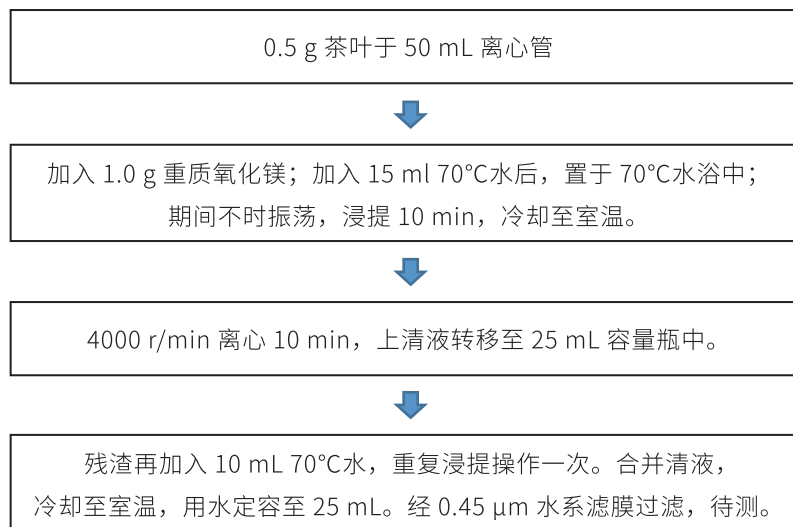 0.5 g 茶叶于 50 mL 离心管
加入 1.0 g 重质氧化镁；加入 15 ml 70°C水后，置于 70°C水浴中；
期间不时振荡，浸提 10 min，冷却至室温。
4000 r/min 离心 10 min，上清液转移至 25 mL 容量瓶中。
残渣再加入 10 mL 70°C水，重复浸提操作一次。合并清液，
冷却至室温，用水定容至 25 mL。经 0.45 μm 水系滤膜过滤，待测。